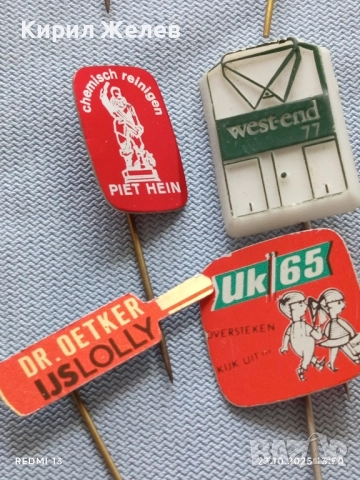 Кирил Желев
chemisch reinigen
PIET HEIN
west-end
77
DR. OETKER
IJSLOLLY
Uk 65
OVERSTEKEN
KIJK UIT
REDMI 13